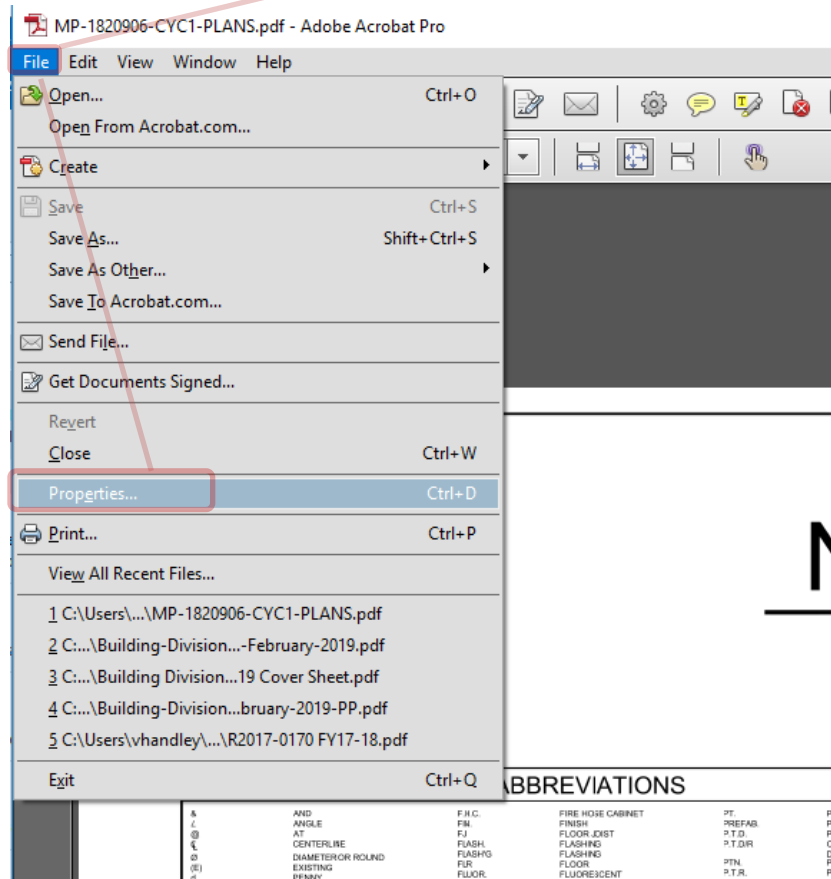 MP-1820906-CYC1-PLANS.pdf - Adobe Acrobat Pro
File Edit View Window Help
Open... Ctrl+O
Open From Acrobat.com...
Create
Save Ctrl+S
Save As... Shift+Ctrl+S
Save As Other...
Save To Acrobat.com...
Send File...
Get Documents Signed...
Revert
Close Ctrl+W
Properties... Ctrl+D
Print... Ctrl+P
View All Recent Files...
1 C:\Users\...\MP-1820906-CYC1-PLANS.pdf
2 C:...\Building-Division...-February-2019.pdf
3 C:...\Building Division...19 Cover Sheet.pdf
4 C:...\Building-Division...bruary-2019-PP.pdf
5 C:\Users\vhandley\...\R2017-0170 FY17-18.pdf
Exit Ctrl+Q
ABBREVIATIONS
& AND F.H.C. FIRE HOSE CABINET PT.
∠ ANGLE FIN. FINISH PREFAB.
@ AT FJ FLOOR JOIST P.T.D.
℄ CENTERLINE FLASH. FLASHING P.T.D/R
Ø DIAMETER OR ROUND FLASH'G FLASHING
(E) EXISTING FLR FLOOR PTN.
PENNY FLUOR. FLUORESCENT P.T.R.